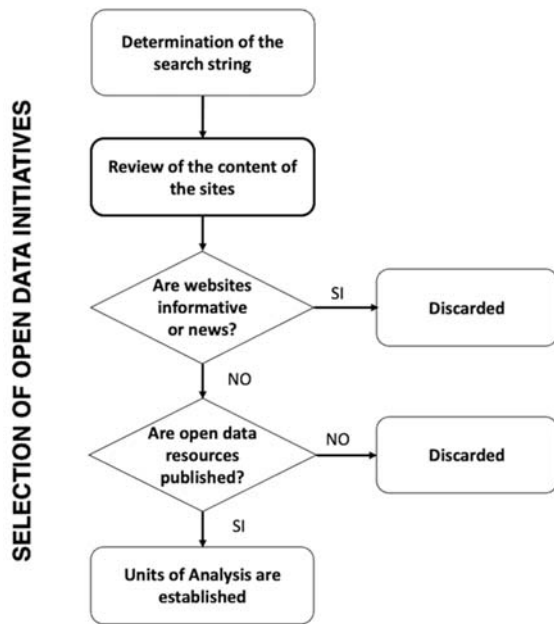 SELECTION OF OPEN DATA INITIATIVES
Determination of the
search string
Review of the content of
the sites
Are websites
informative
or news?
SI
Discarded
NO
Are open data
resources
published?
NO
Discarded
SI
Units of Analysis are
established